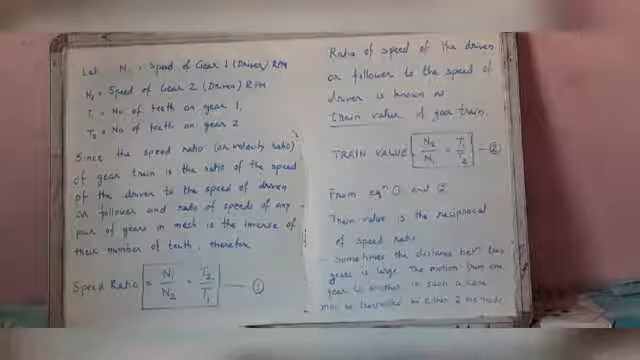 Let N₁ = Speed of Gear 1 (Driver) RPM
N₂ = Speed of Gear 2 (Driven) RPM
T₁ = No of teeth on gear 1,
T₂ = No of teeth on gear 2
Since the speed ratio (or velocity ratio)
of gear train is the ratio of the speed
of the driver to the speed of driven
or follower and ratio of speeds of any
pair of gears in mesh is the inverse of
their number of teeth, therefore
Speed Ratio = N₁/N₂ = T₂/T₁ — ①
Ratio of speed of the driven
or follower to the speed of
driver is known as
train value of gear train.
TRAIN VALUE = N₂/N₁ = T₁/T₂ — ②
From eqⁿ ① and ②
Train value is the reciprocal
of speed ratio
- Sometimes the distance betn two
gears is large. The motion from one
gear to another in such a case
may be transmitted by either 2 methods